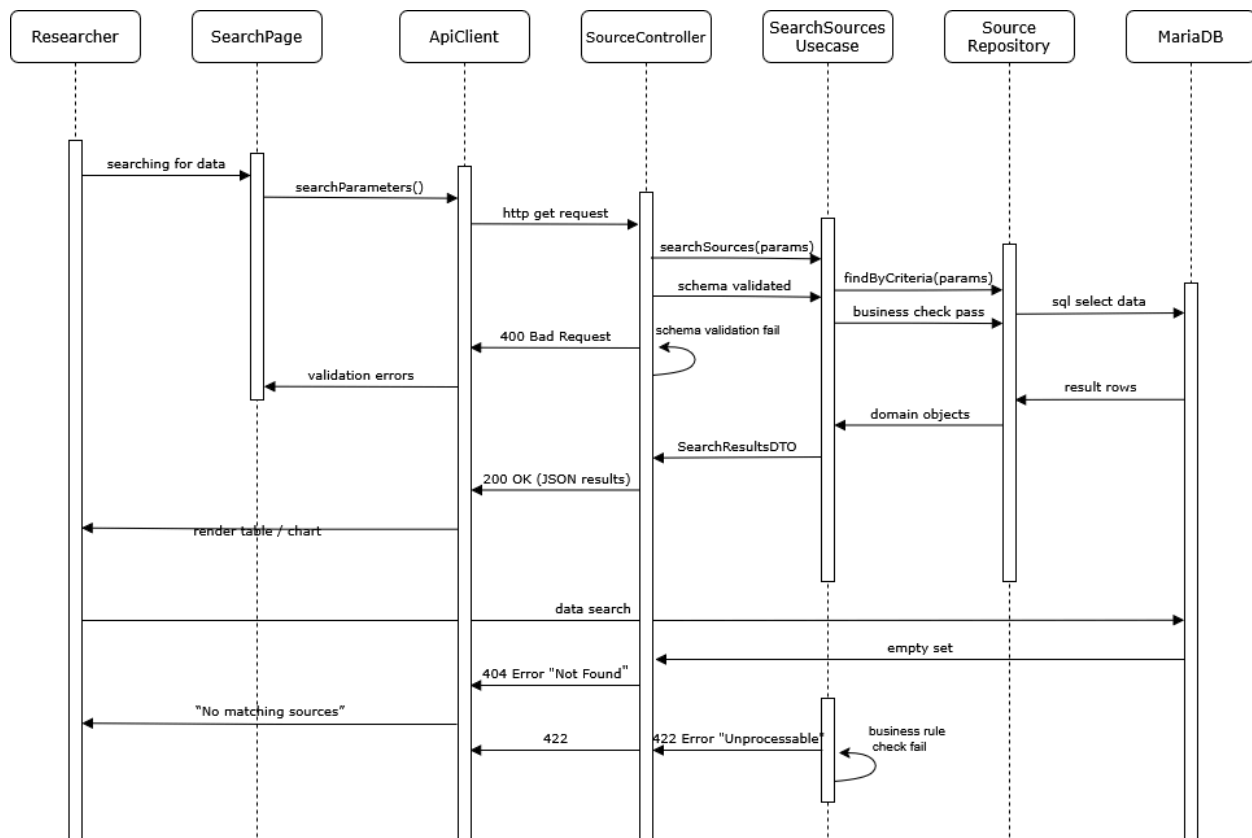 Researcher
SearchPage
ApiClient
SourceController
SearchSources
Usecase
Source
Repository
MariaDB
searching for data
searchParameters()
http get request
searchSources(params)
schema validated
findByCriteria(params)
sql select data
business check pass
schema validation fail
400 Bad Request
validation errors
result rows
domain objects
SearchResultsDTO
200 OK (JSON results)
render table / chart
data search
empty set
404 Error "Not Found"
“No matching sources”
422
422 Error "Unprocessable"
business rule
check fail